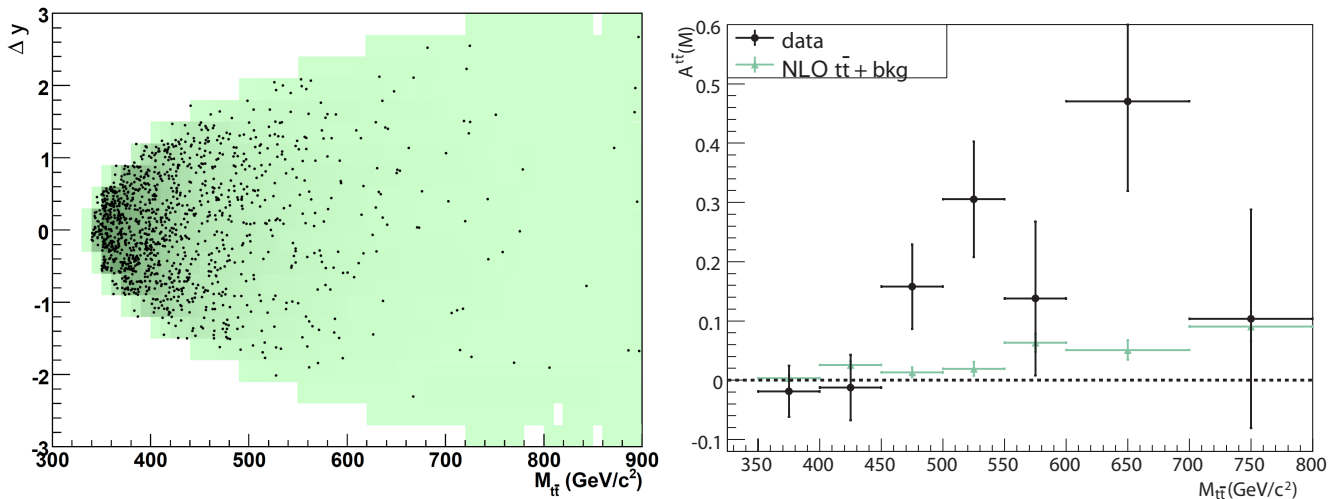 Δ y
3
2
1
0
-1
-2
-3
300 400 500 600 700 800 900
M_tt̄ (GeV/c²)
A^tt̄(M)
data
NLO tt̄ + bkg
0.6
0.5
0.4
0.3
0.2
0.1
0
-0.1
350 400 450 500 550 600 650 700 750 800
M_tt̄ (GeV/c²)